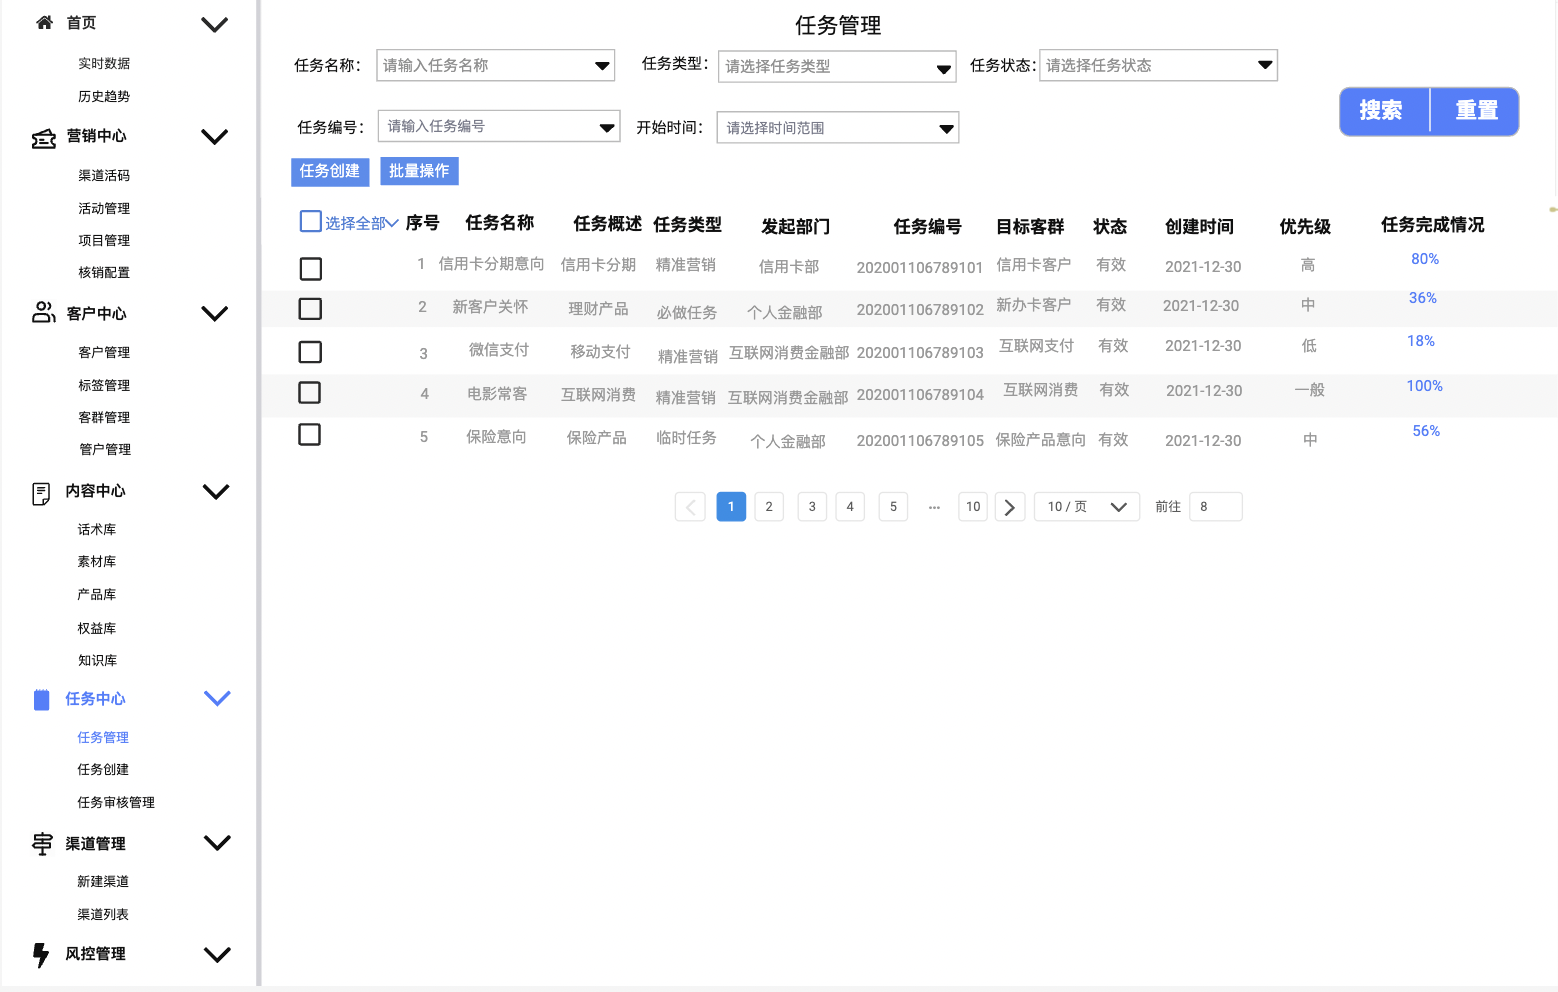 首页
实时数据
历史趋势
营销中心
渠道活码
活动管理
项目管理
核销配置
客户中心
客户管理
标签管理
客群管理
管户管理
内容中心
话术库
素材库
产品库
权益库
知识库
任务中心
任务管理
任务创建
任务审核管理
渠道管理
新建渠道
渠道列表
风控管理
任务管理
任务名称： 请输入任务名称 任务类型： 请选择任务类型 任务状态： 请选择任务状态
搜索 重置
任务编号： 请输入任务编号 开始时间： 请选择时间范围
任务创建 批量操作
选择全部 序号 任务名称 任务概述 任务类型 发起部门 任务编号 目标客群 状态 创建时间 优先级 任务完成情况
1 信用卡分期意向 信用卡分期 精准营销 信用卡部 202001106789101 信用卡客户 有效 2021-12-30 高 80%
2 新客户关怀 理财产品 必做任务 个人金融部 202001106789102 新办卡客户 有效 2021-12-30 中 36%
3 微信支付 移动支付 精准营销 互联网消费金融部 202001106789103 互联网支付 有效 2021-12-30 低 18%
4 电影常客 互联网消费 精准营销 互联网消费金融部 202001106789104 互联网消费 有效 2021-12-30 一般 100%
5 保险意向 保险产品 临时任务 个人金融部 202001106789105 保险产品意向 有效 2021-12-30 中 56%
1 2 3 4 5 ··· 10 10 / 页 前往 8